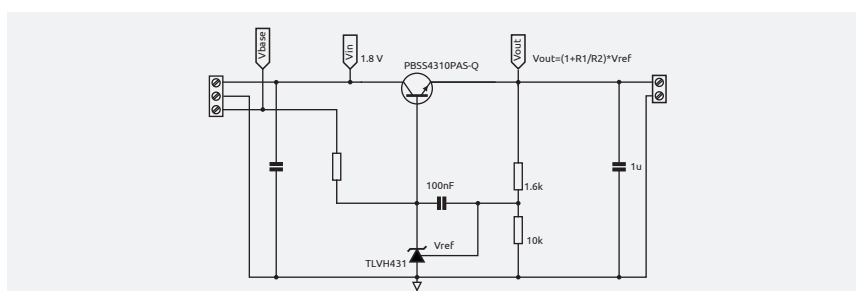 Vbase
Vin
1.8 V
PBSS4310PAS-Q
Vout
Vout=(1+R1/R2)*Vref
100nF
1.6k
1u
10k
Vref
TLVH431